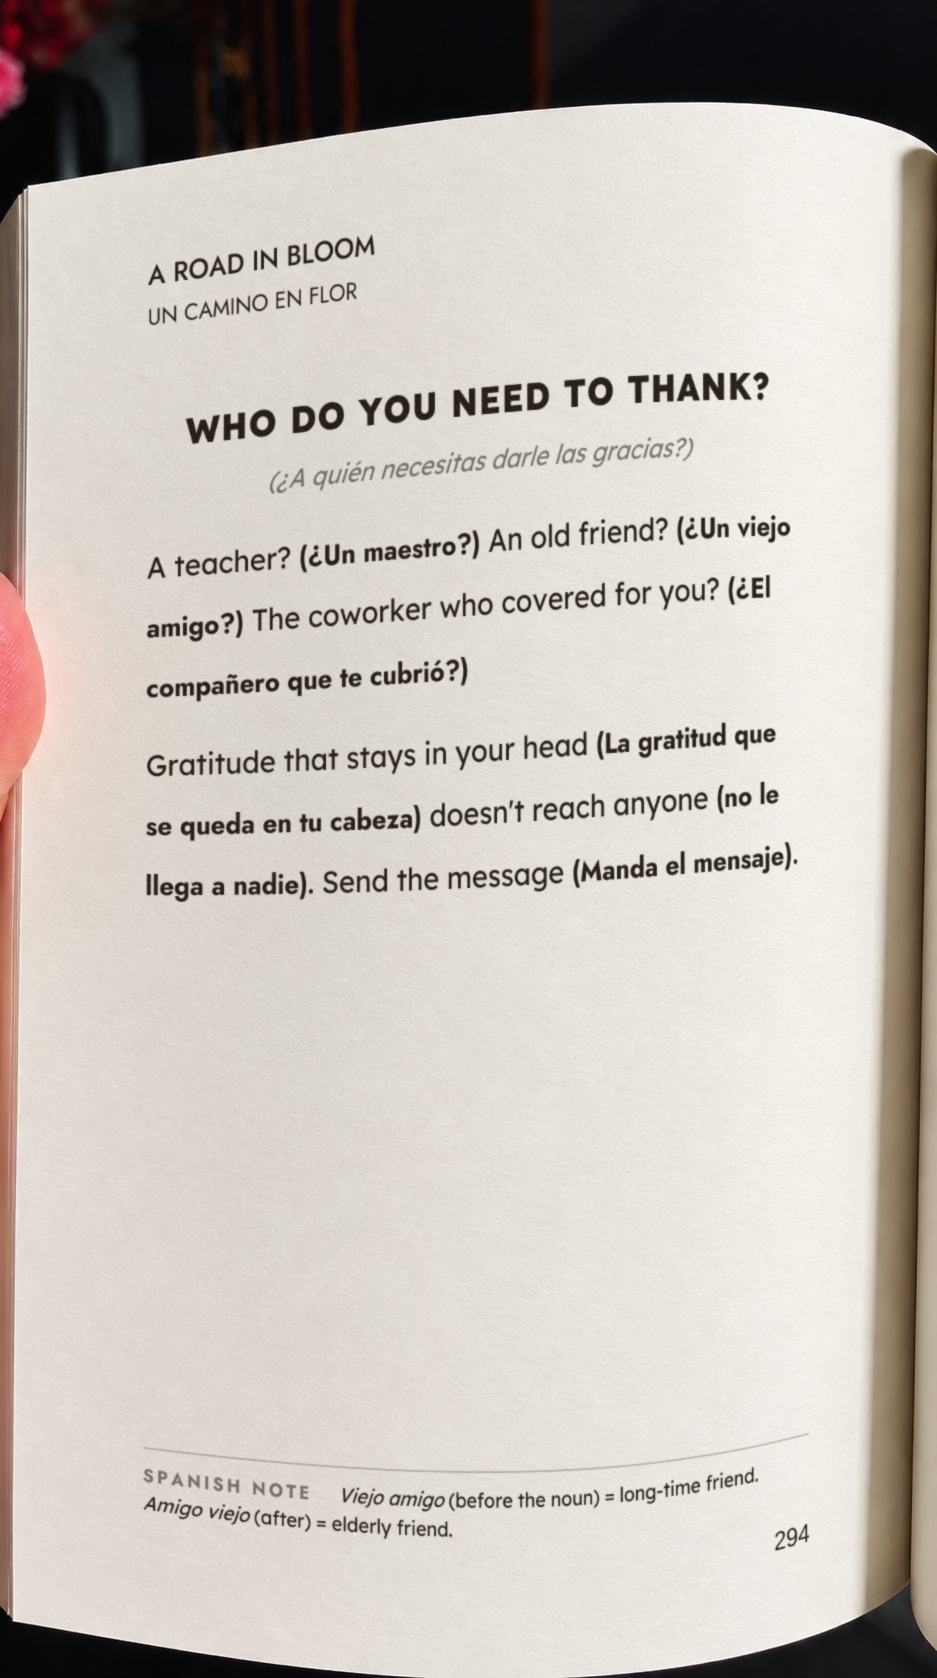 A ROAD IN BLOOM
UN CAMINO EN FLOR
WHO DO YOU NEED TO THANK?
(¿A quién necesitas darle las gracias?)
A teacher? (¿Un maestro?) An old friend? (¿Un viejo
amigo?) The coworker who covered for you? (¿El
compañero que te cubrió?)
Gratitude that stays in your head (La gratitud que
se queda en tu cabeza) doesn't reach anyone (no le
llega a nadie). Send the message (Manda el mensaje).
SPANISH NOTE Viejo amigo (before the noun) = long-time friend.
Amigo viejo (after) = elderly friend.
294